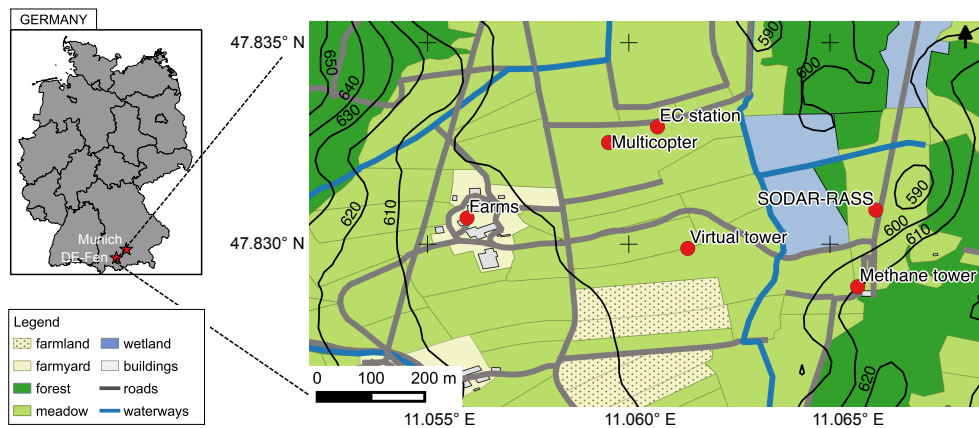 GERMANY
Munich
DE-Fen
Legend
farmland
wetland
farmyard
buildings
forest
roads
meadow
waterways
47.835° N
47.830° N
650
640
630
620
610
590
600
EC station
Multicopter
Farms
SODAR-RASS
590
600
610
Virtual tower
Methane tower
620
0 100 200 m
11.055° E 11.060° E 11.065° E